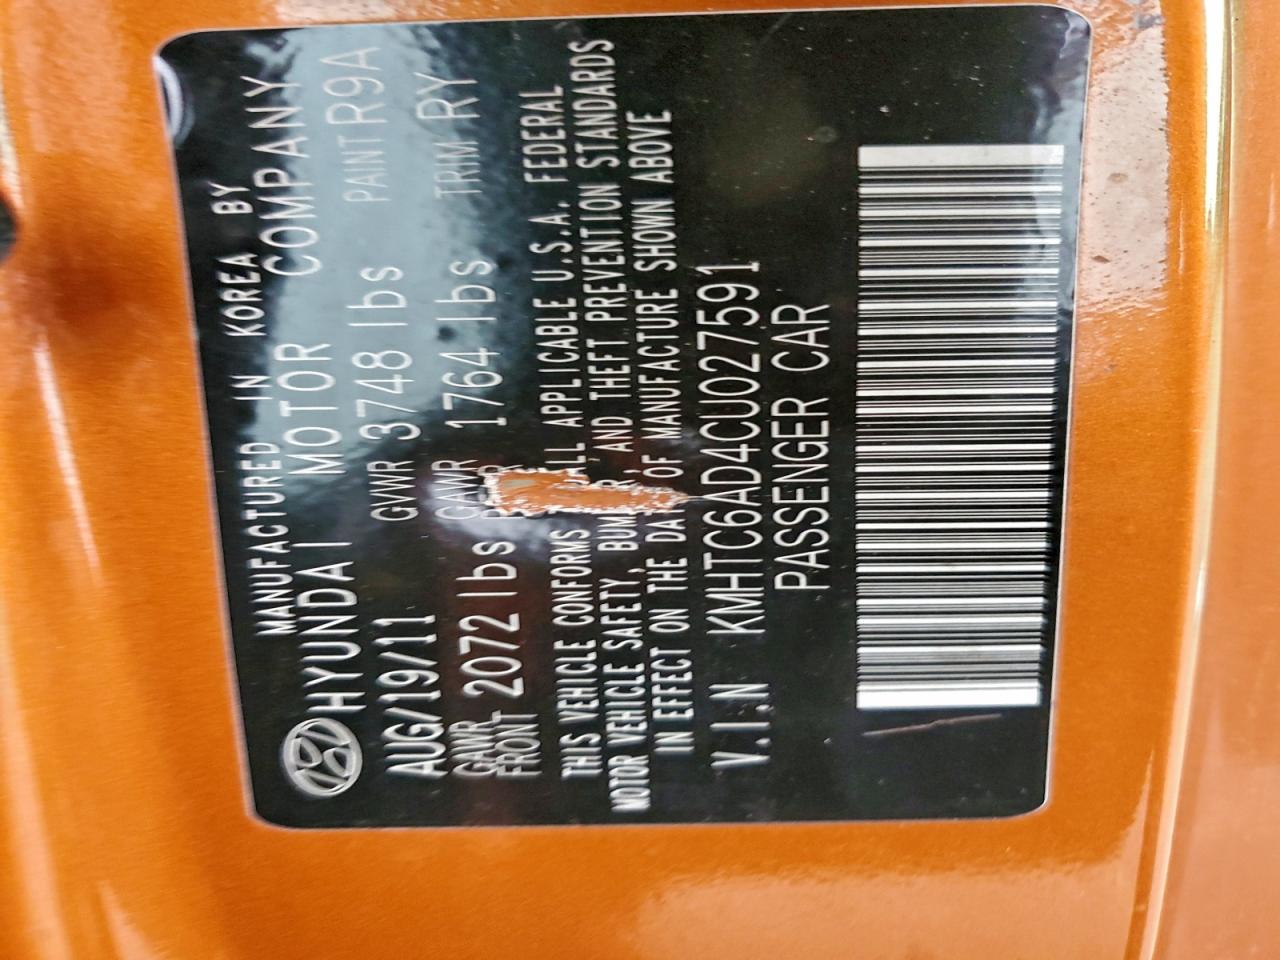 MANUFACTURED IN KOREA BY
HYUNDAI MOTOR COMPANY
AUG/19/11 GVWR 3748 lbs PAINT R9A
GAWR FRONT 2072 lbs GAWR 1764 lbs TRIM RY
THIS VEHICLE CONFORMS ALL APPLICABLE U.S.A. FEDERAL
MOTOR VEHICLE SAFETY, AND THEFT PREVENTION STANDARDS
IN EFFECT ON THE OF MANUFACTURE SHOWN ABOVE
V.I.N KMHTC6AD4CU027591
PASSENGER CAR